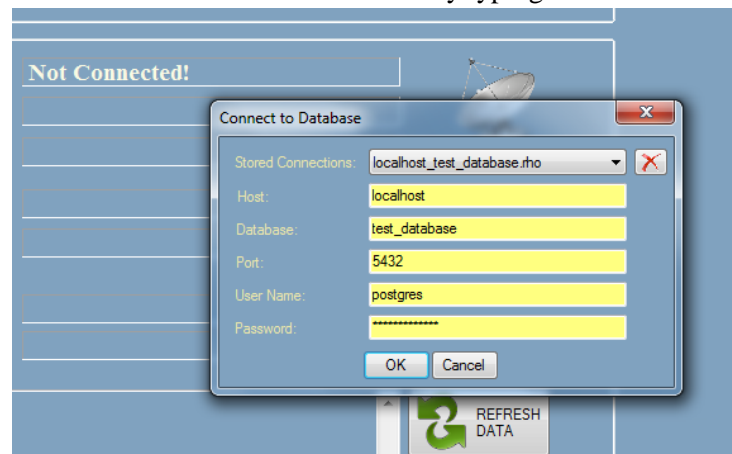 Not Connected!
Connect to Database
Stored Connections: localhost_test_database.rho
Host: localhost
Database: test_database
Port: 5432
User Name: postgres
Password: *************
OK Cancel
REFRESH
DATA